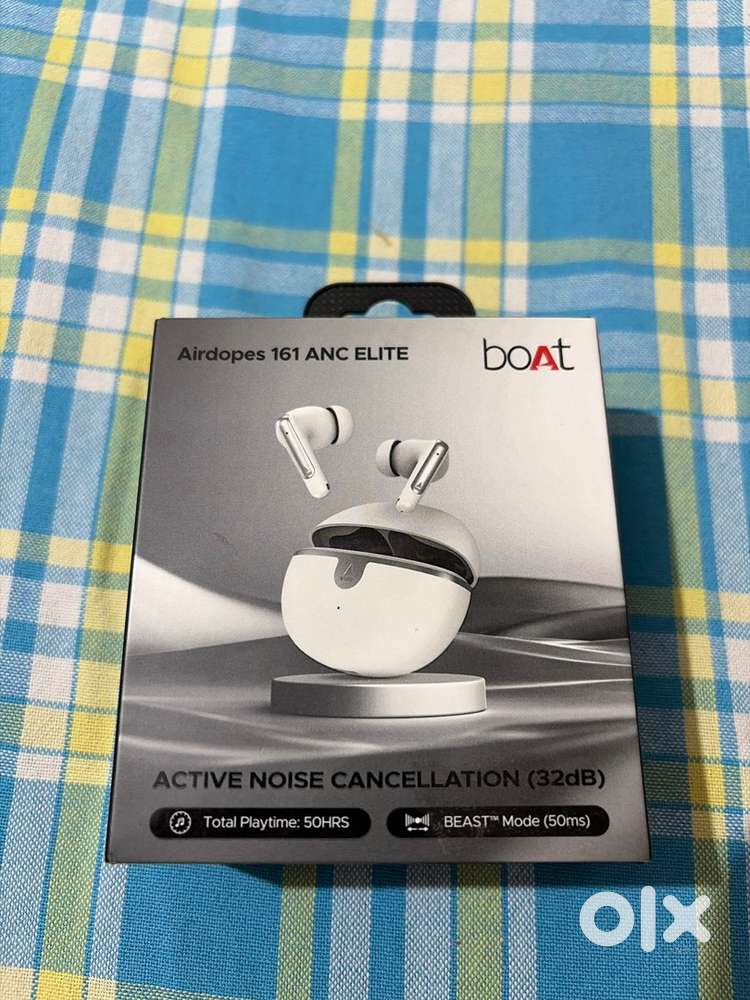 Airdopes 161 ANC ELITE
boAt
ACTIVE NOISE CANCELLATION (32dB)
Total Playtime: 50HRS
BEAST™ Mode (50ms)
olx